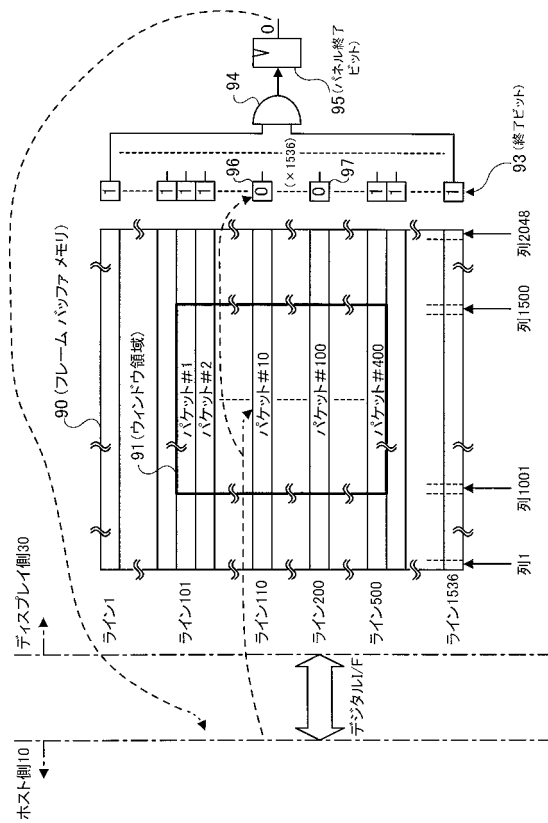 ホスト側10
ディスプレイ側30
デジタルI/F
90(フレーム バッファ メモリ)
91(ウィンドウ領域)
ライン1
ライン101
ライン110
ライン200
ライン500
ライン1536
パケット#1
パケット#2
パケット#10
パケット#100
パケット#400
列1
列1001
列1500
列2048
1
1
1
1
0
96
0
97
1
1
1
(×1536)
93(終了ビット)
94
95(パネル終了
ビット)
V
0